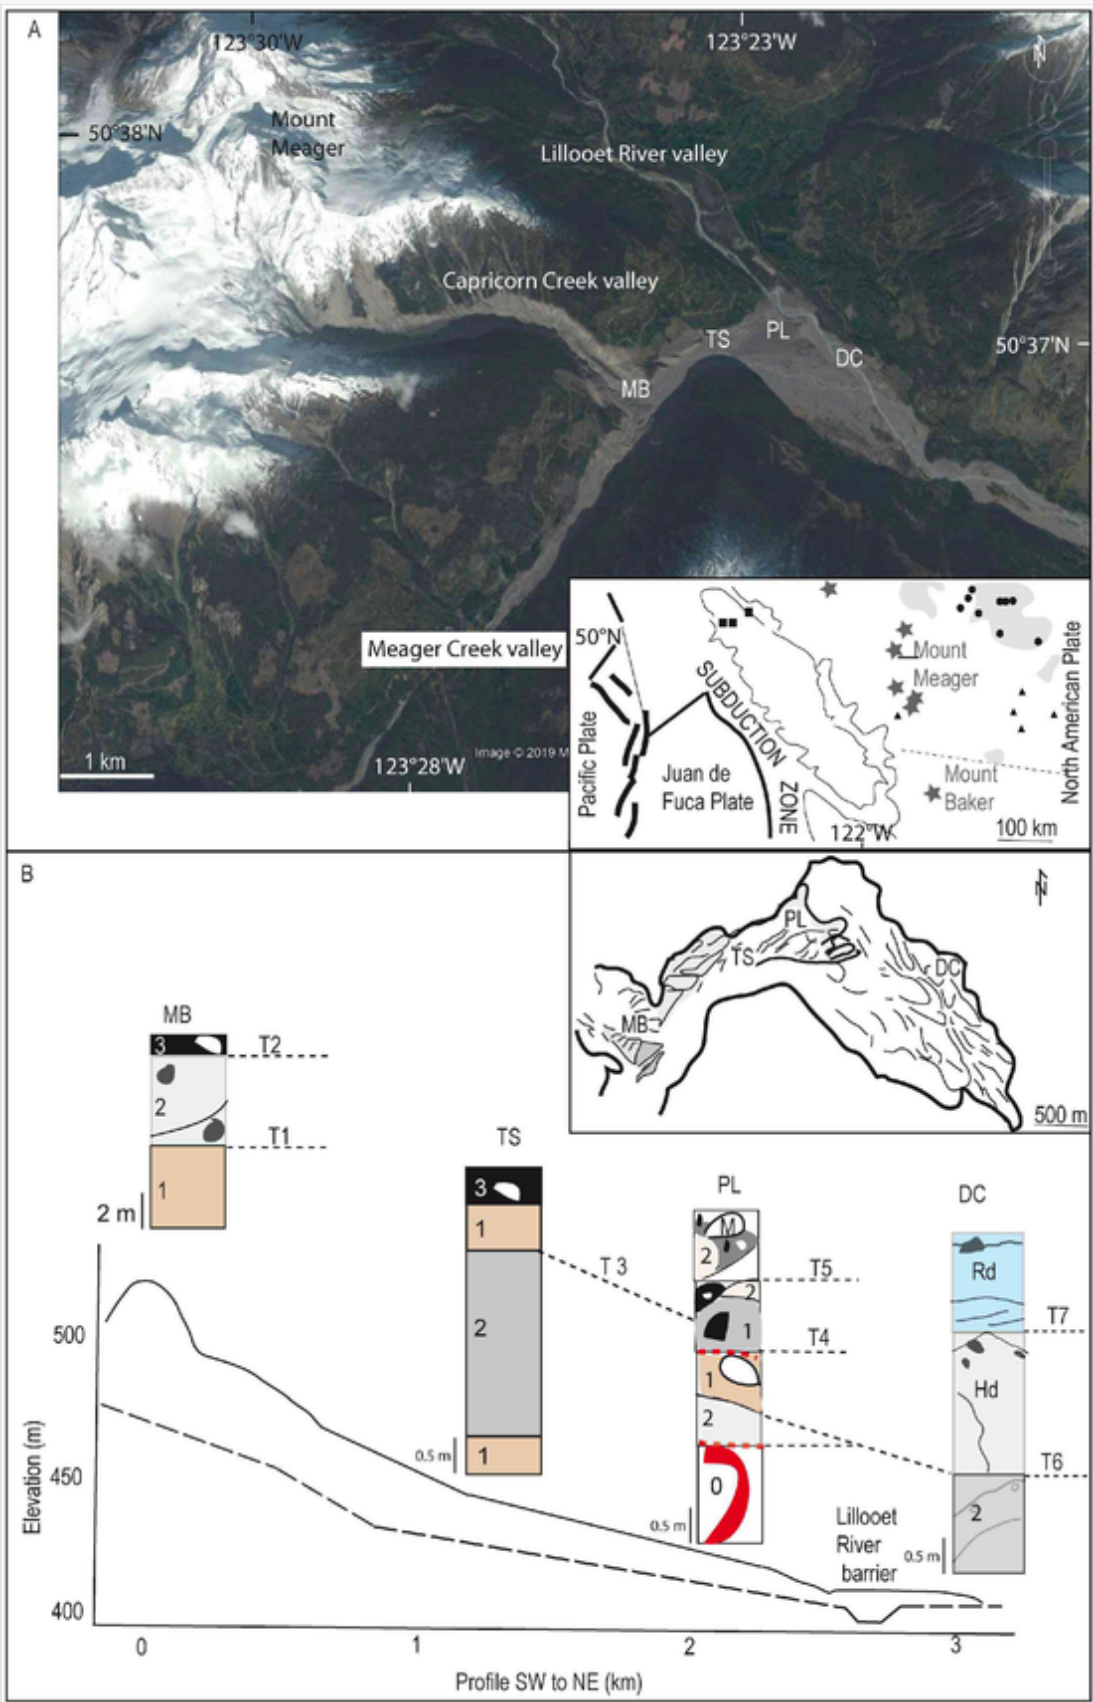 A
123°30'W
123°23'W
N
Mount
Meager
50°38'N
Lillooet River valley
Capricorn Creek valley
TS
PL
DC
50°37'N
MB
Meager Creek valley
1 km
123°28'W
Image © 2019 M
50°N
Pacific Plate
Juan de
Fuca Plate
SUBDUCTION
ZONE
Mount
Meager
Mount
Baker
North American Plate
122°W
100 km
B
N
PL
TS
DC
MB
500 m
MB
3
T2
2
T1
1
2 m
TS
3
1
T 3
2
1
0.5 m
PL
M
2
T5
2
1
T4
1
2
0
0.5 m
DC
Rd
T7
Hd
T6
2
0.5 m
Lillooet
River
barrier
500
450
400
Elevation (m)
0
1
2
3
Profile SW to NE (km)